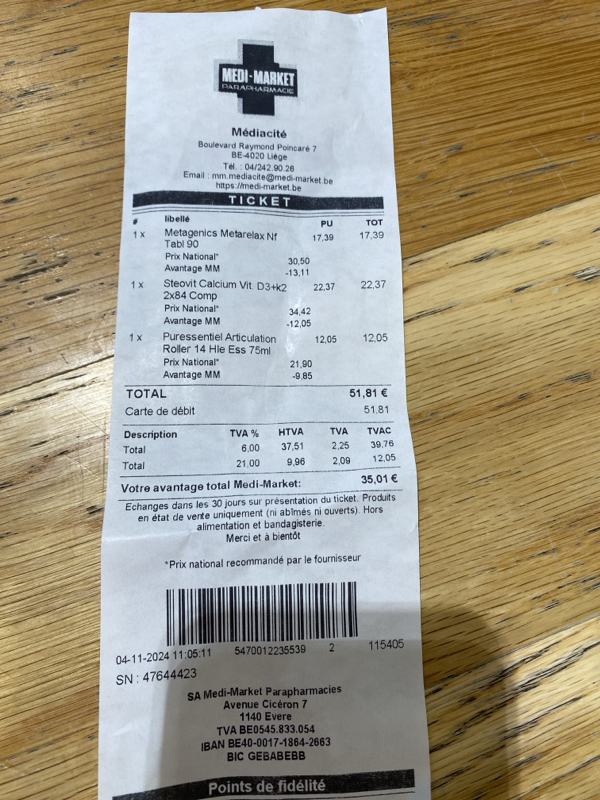 MEDI-MARKET
PARAPHARMACIE
Médiacité
Boulevard Raymond Poincaré 7
BE-4020 Liège
Tél. : 04/242.90.26
Email : mm.mediacite@medi-market.be
https://medi-market.be
TICKET
# libellé PU TOT
1 x Metagenics Metarelax Nf 17,39 17,39
Tabl 90
Prix National* 30,50
Avantage MM -13,11
1 x Steovit Calcium Vit. D3+k2 22,37 22,37
2x84 Comp
Prix National* 34,42
Avantage MM -12,05
1 x Puressentiel Articulation 12,05 12,05
Roller 14 Hle Ess 75ml
Prix National* 21,90
Avantage MM -9,85
TOTAL 51,81 €
Carte de débit 51,81
Description TVA % HTVA TVA TVAC
Total 6,00 37,51 2,25 39,76
Total 21,00 9,96 2,09 12,05
Votre avantage total Medi-Market: 35,01 €
Echanges dans les 30 jours sur présentation du ticket. Produits
en état de vente uniquement (ni abîmés ni ouverts). Hors
alimentation et bandagisterie.
Merci et à bientôt
*Prix national recommandé par le fournisseur
04-11-2024 11:05:11 5470012235539 2 115405
SN : 47644423
SA Medi-Market Parapharmacies
Avenue Cicéron 7
1140 Evere
TVA BE0545.833.054
IBAN BE40-0017-1864-2663
BIC GEBABEBB
Points de fidélité